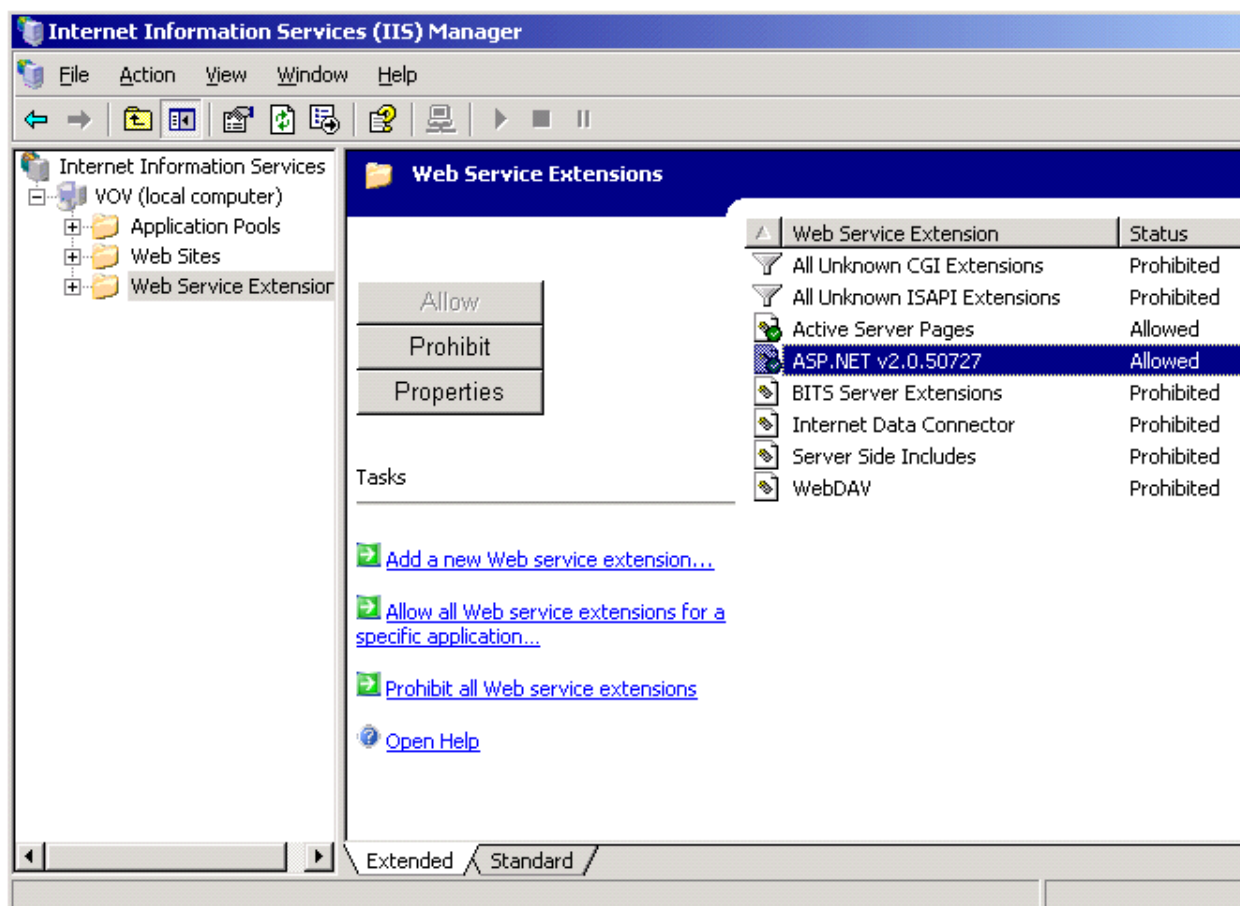 Internet Information Services (IIS) Manager
File Action View Window Help
Internet Information Services
VOV (local computer)
Application Pools
Web Sites
Web Service Extension
Web Service Extensions
Allow
Prohibit
Properties
Tasks
Add a new Web service extension...
Allow all Web service extensions for a
specific application...
Prohibit all Web service extensions
Open Help
Web Service Extension Status
All Unknown CGI Extensions Prohibited
All Unknown ISAPI Extensions Prohibited
Active Server Pages Allowed
ASP.NET v2.0.50727 Allowed
BITS Server Extensions Prohibited
Internet Data Connector Prohibited
Server Side Includes Prohibited
WebDAV Prohibited
Extended Standard